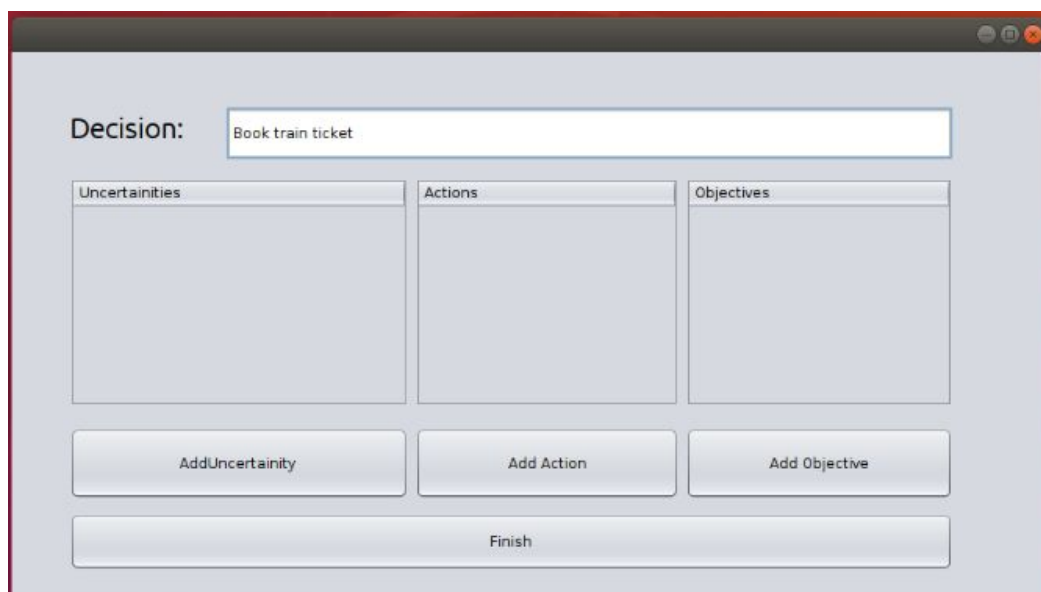 Decision: Book train ticket
Uncertainities Actions Objectives
AddUncertainity Add Action Add Objective
Finish